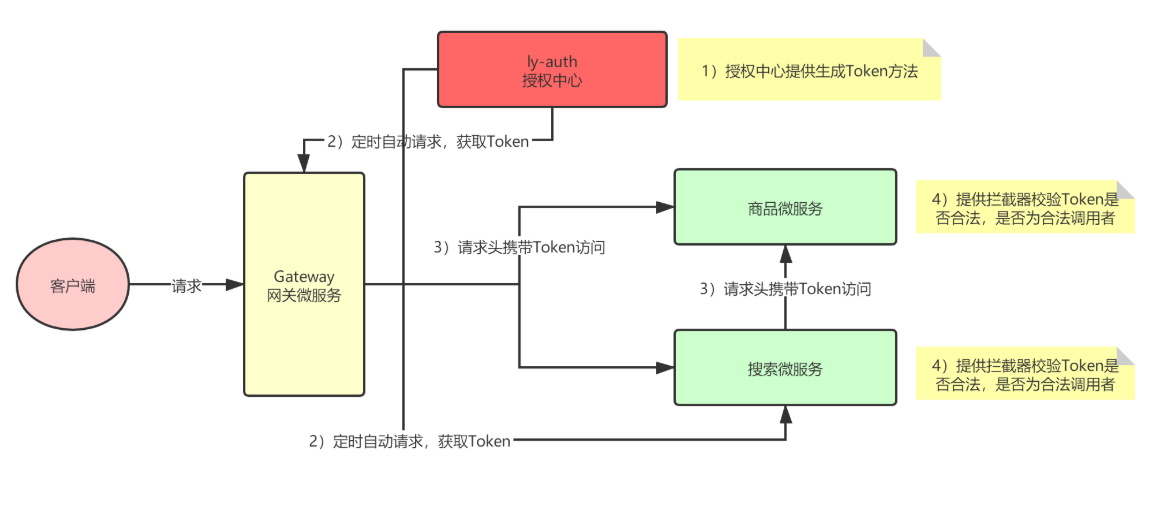 ly-auth
授权中心
1）授权中心提供生成Token方法
2）定时自动请求，获取Token
商品微服务
4）提供拦截器校验Token是
否合法，是否为合法调用者
3）请求头携带Token访问
客户端
请求
Gateway
网关微服务
3）请求头携带Token访问
搜索微服务
4）提供拦截器校验Token是
否合法，是否为合法调用者
2）定时自动请求，获取Token